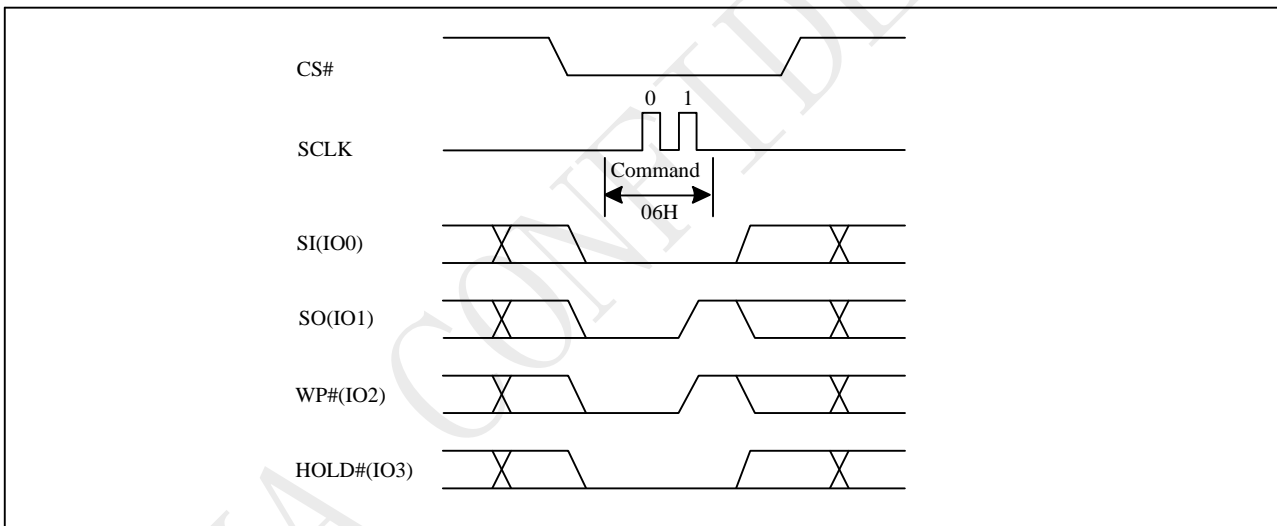 CS#
0 1
SCLK
Command
06H
SI(IO0)
SO(IO1)
WP#(IO2)
HOLD#(IO3)